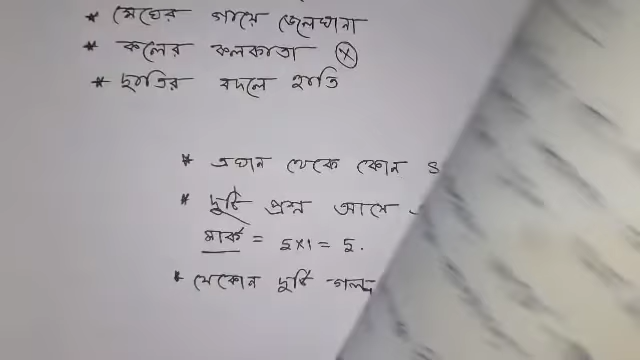 * মেঘের গায়ে জেলখানা
* কলের কলকাতা ⓧ
* ছাতির বদলে হাতি
* এখান থেকে কোন S
* দুটি প্রশ্ন আসে
মার্ক = 5×1 = 5.
* যেকোন দুটি গল্প